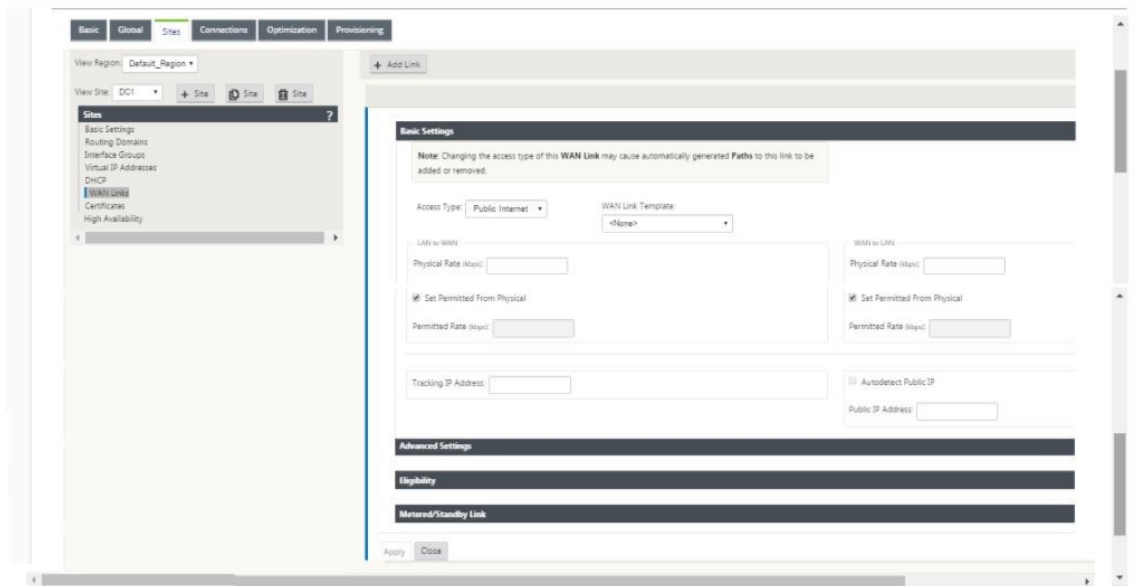 Basic Global Sites Connections Optimization Provisioning
View Region: Default_Region
+ Add Link
View Site: DC1 + Site Site Site
Sites ?
Basic Settings
Routing Domains
Interface Groups
Virtual IP Addresses
DHCP
WAN Links
Certificates
High Availability
Basic Settings
Note: Changing the access type of this WAN Link may cause automatically generated Paths to this link to be
added or removed.
Access Type: Public Internet WAN Link Template:
<None>
LAN to WAN WAN to LAN
Physical Rate (kbps): Physical Rate (kbps):
Set Permitted From Physical Set Permitted From Physical
Permitted Rate (kbps): Permitted Rate (kbps):
Tracking IP Address: Autodetect Public IP
Public IP Address:
Advanced Settings
Eligibility
Metered/Standby Link
Apply Close